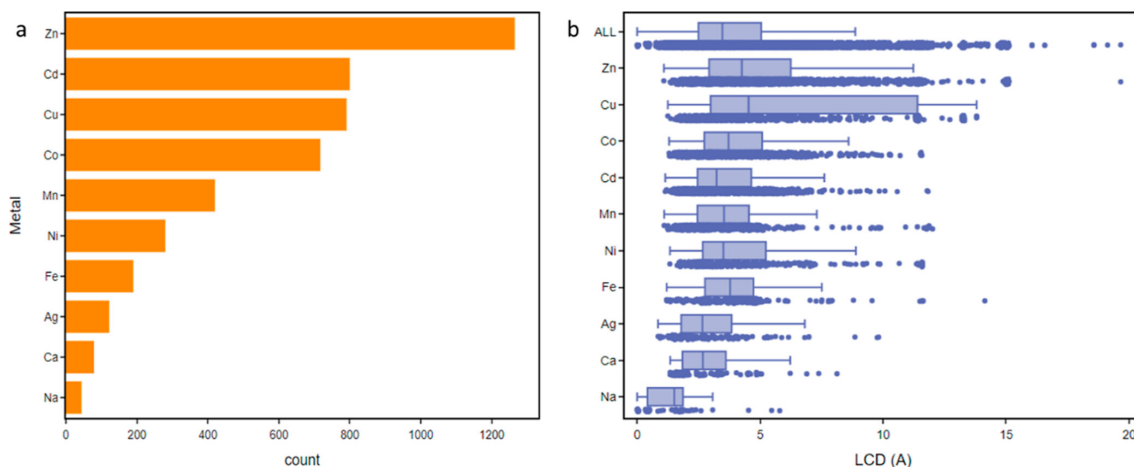 a
Metal
Zn
Cd
Cu
Co
Mn
Ni
Fe
Ag
Ca
Na
0 200 400 600 800 1000 1200
count
b
ALL
Zn
Cu
Co
Cd
Mn
Ni
Fe
Ag
Ca
Na
0 5 10 15 20
LCD (A)